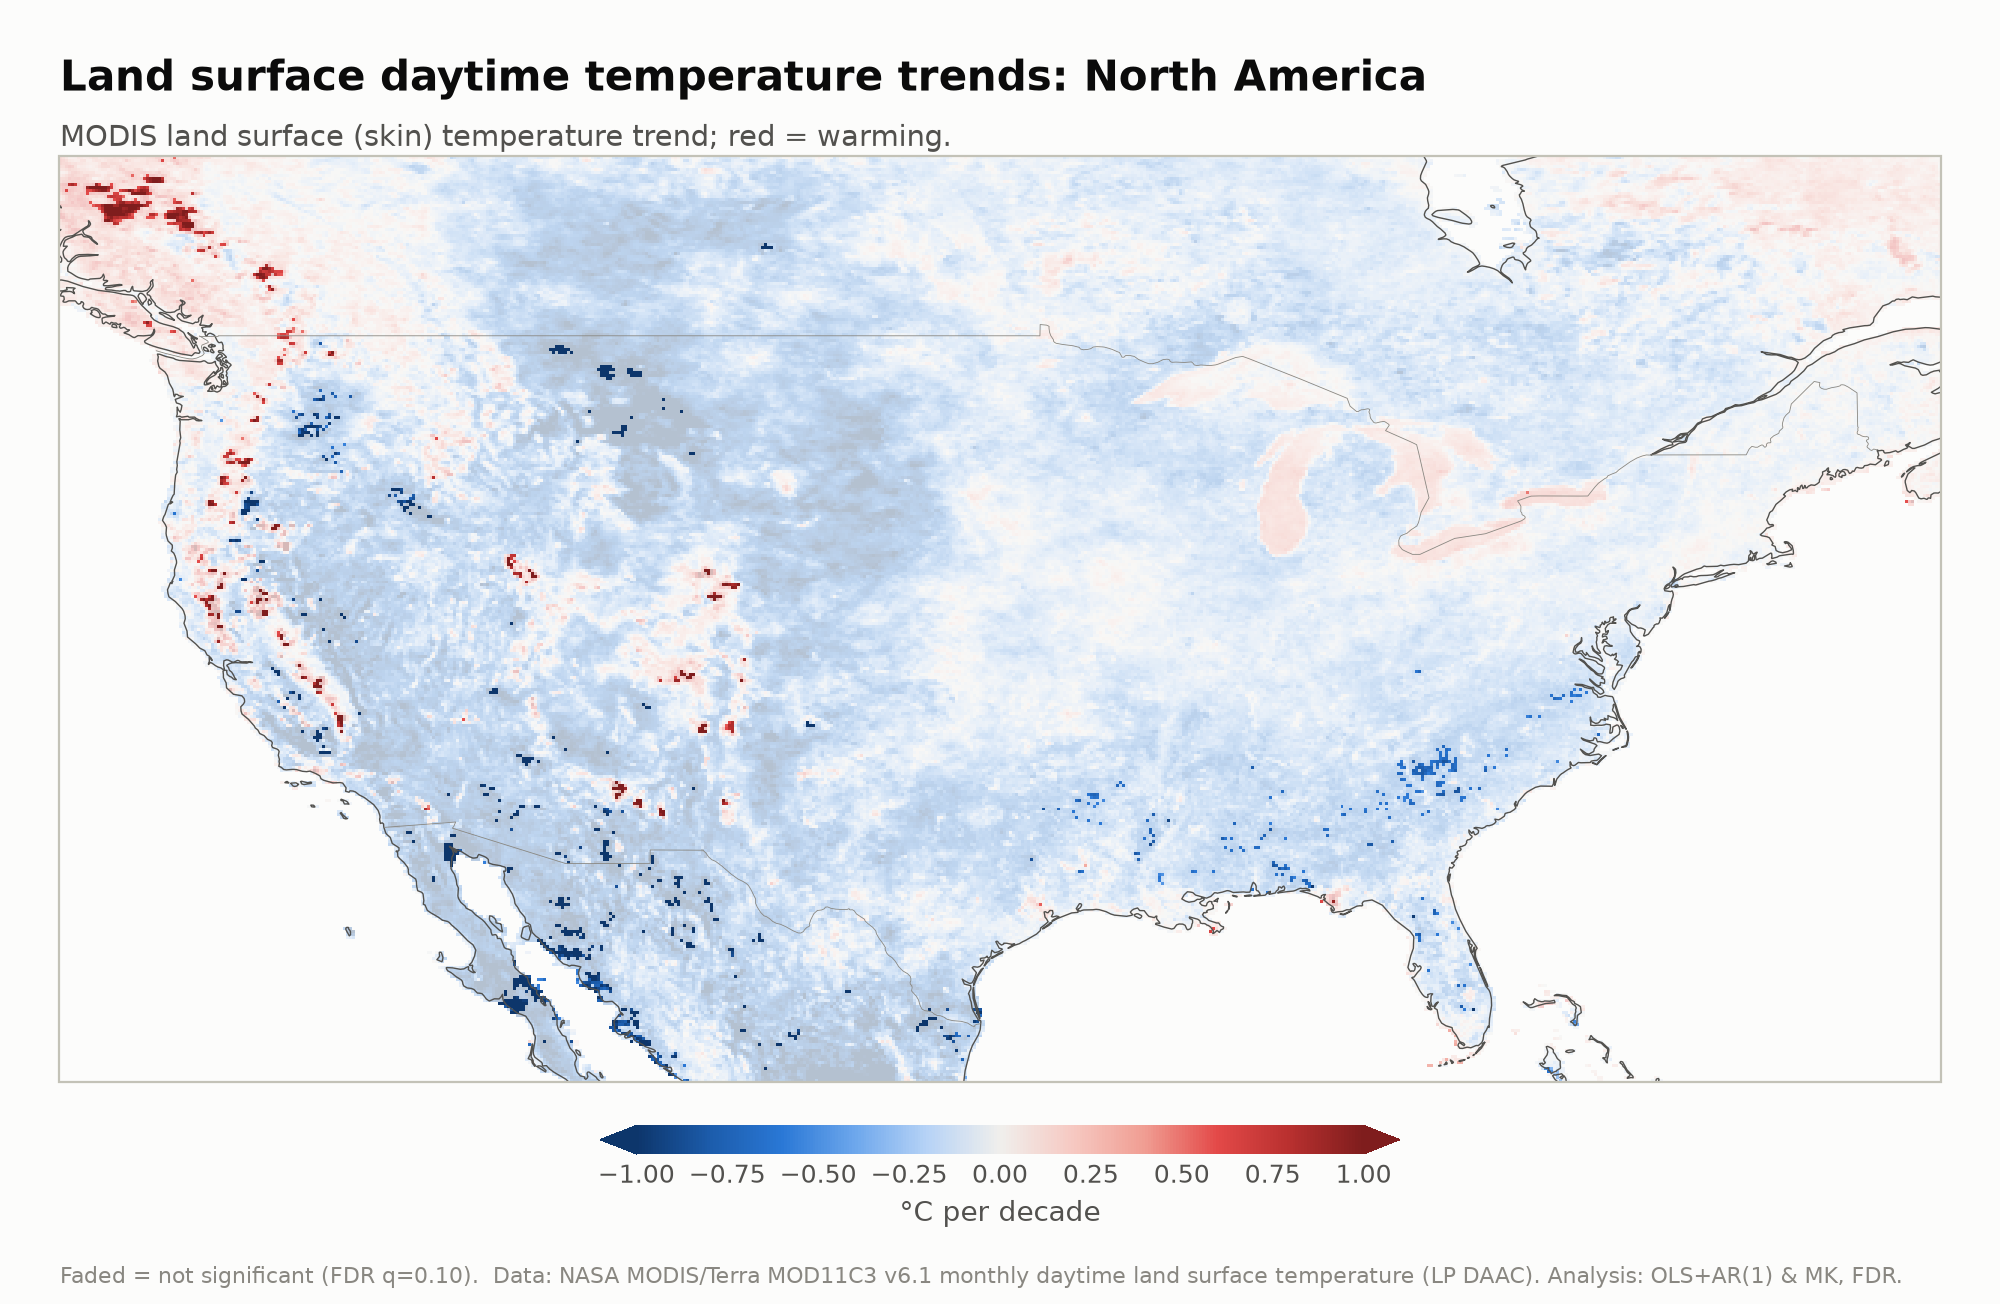 Land surface daytime temperature trends: North America
MODIS land surface (skin) temperature trend; red = warming.
−1.00 −0.75 −0.50 −0.25 0.00 0.25 0.50 0.75 1.00
°C per decade
Faded = not significant (FDR q=0.10).  Data: NASA MODIS/Terra MOD11C3 v6.1 monthly daytime land surface temperature (LP DAAC). Analysis: OLS+AR(1) & MK, FDR.